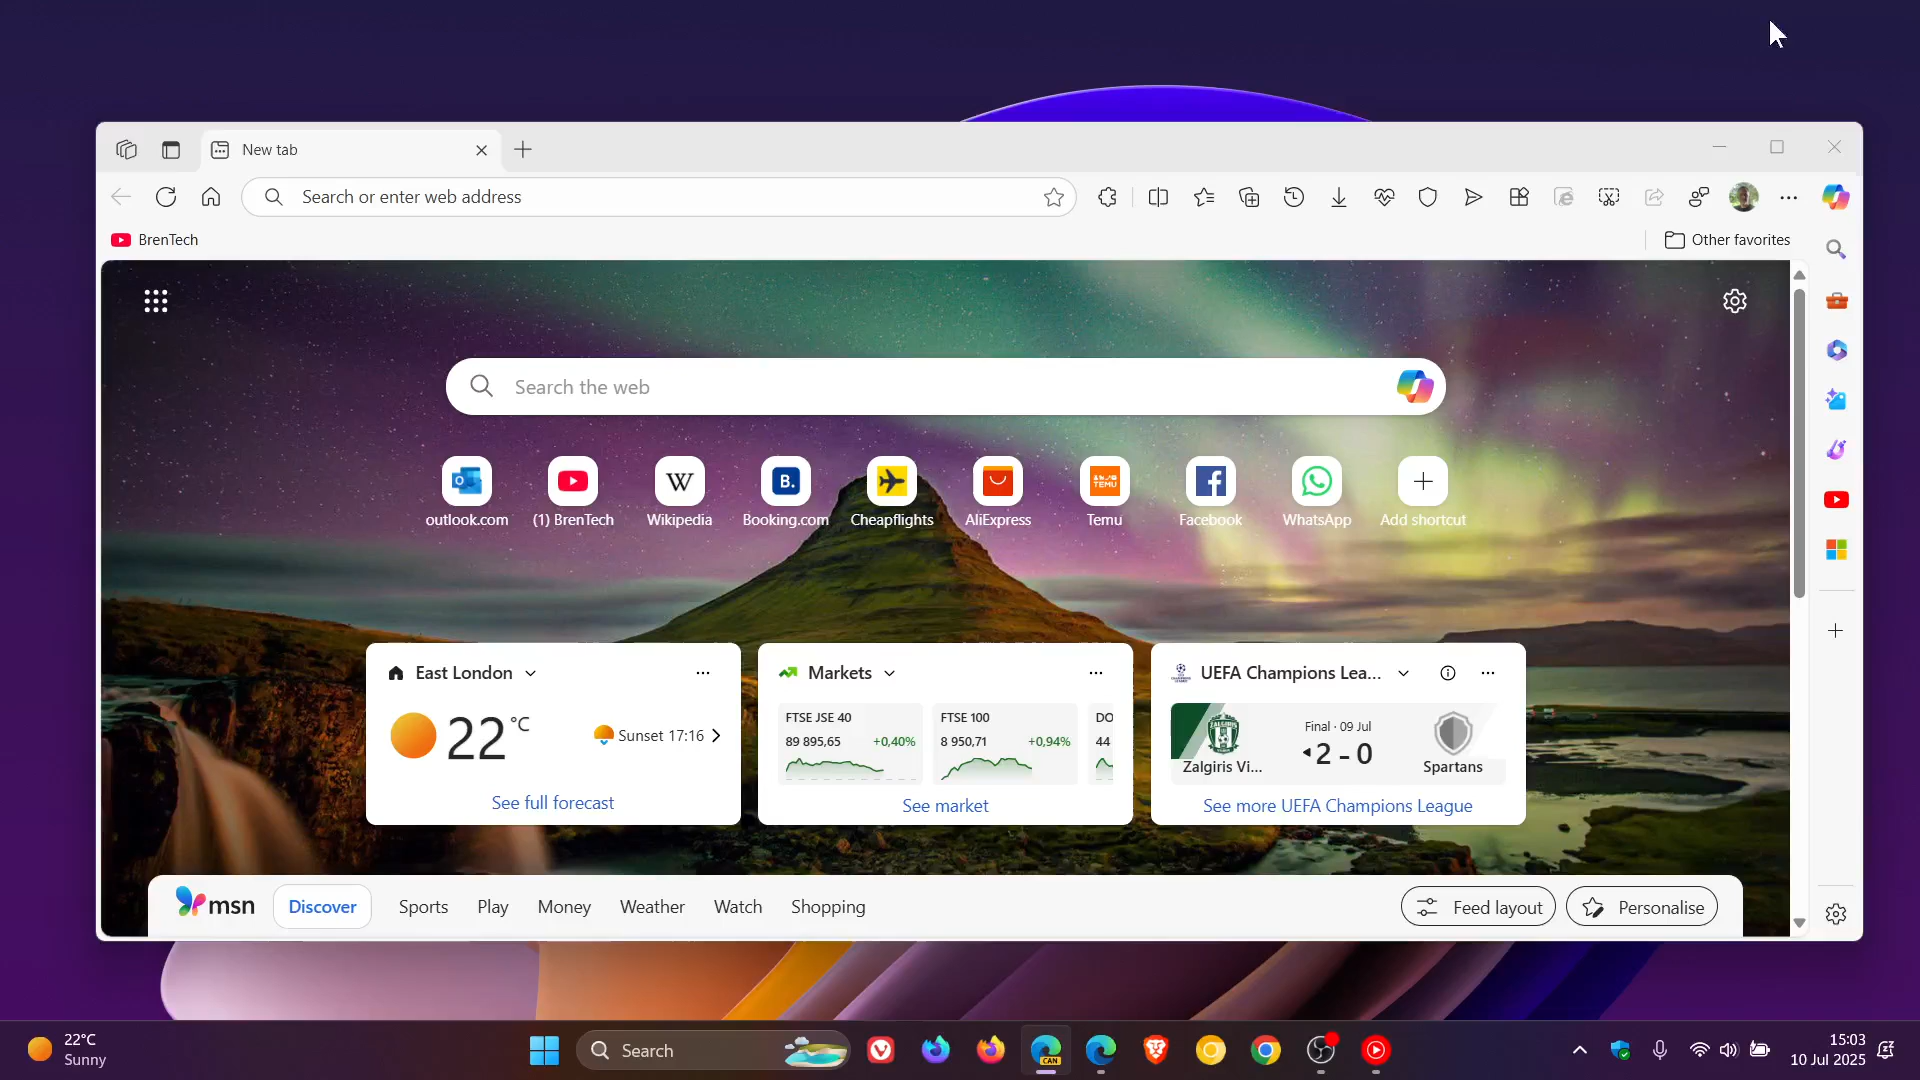 New tab
Search or enter web address
BrenTech
Other favorites
Search the web
outlook.com
(1) BrenTech
W
Wikipedia
B.
Booking.com
Cheapflights
AliExpress
TEMU
Temu
Facebook
WhatsApp
Add shortcut
East London
22 °C
Sunset 17:16
See full forecast
Markets
FTSE JSE 40
89 895,65 +0,40%
FTSE 100
8 950,71 +0,94%
DO
44
See market
UEFA Champions Lea...
Final · 09 Jul
2 - 0
Zalgiris Vi...
Spartans
See more UEFA Champions League
msn
Discover
Sports
Play
Money
Weather
Watch
Shopping
Feed layout
Personalise
22°C
Sunny
Search
CAN
15:03
10 Jul 2025